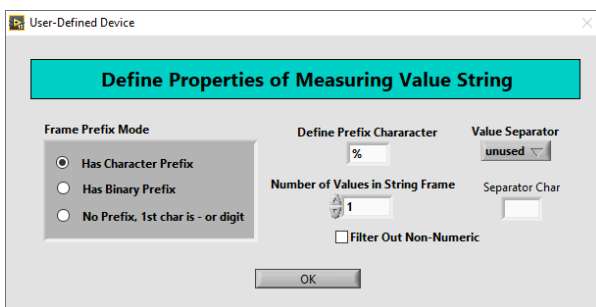 User-Defined Device
Define Properties of Measuring Value String
Frame Prefix Mode
Has Character Prefix
Has Binary Prefix
No Prefix, 1st char is - or digit
Define Prefix Chararacter
%
Value Separator
unused
Number of Values in String Frame
1
Separator Char
Filter Out Non-Numeric
OK